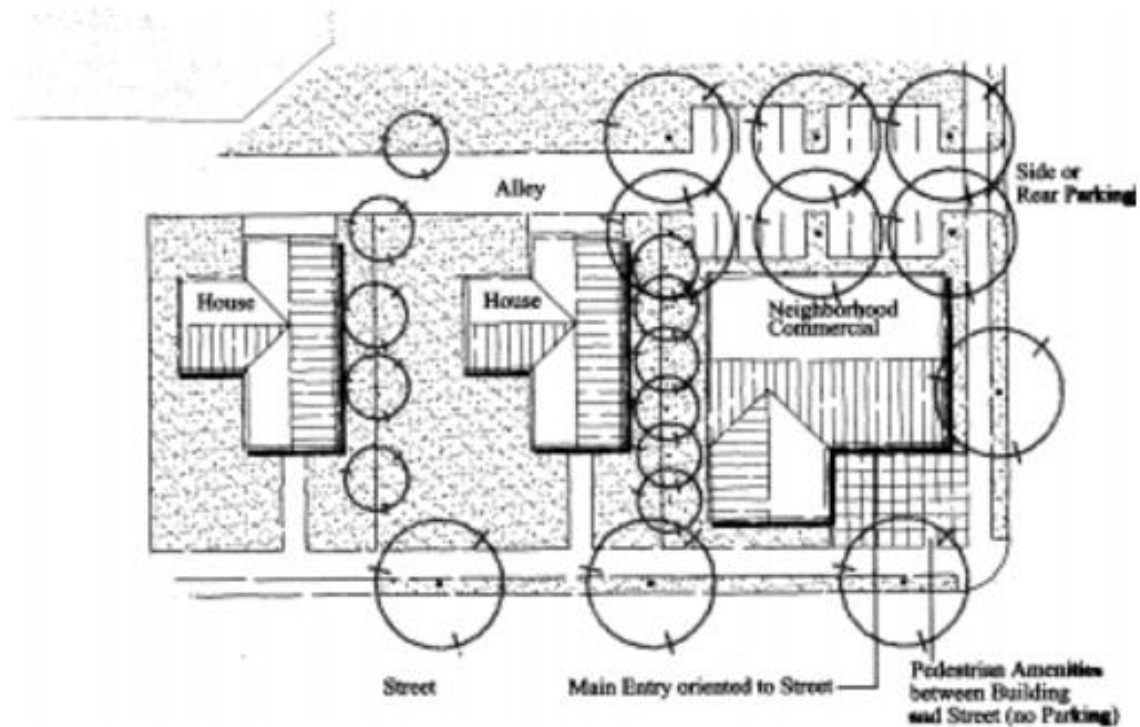 Alley
Side or
Rear Parking
House
House
Neighborhood
Commercial
Street
Main Entry oriented to Street
Pedestrian Amenities
between Building
and Street (no Parking)